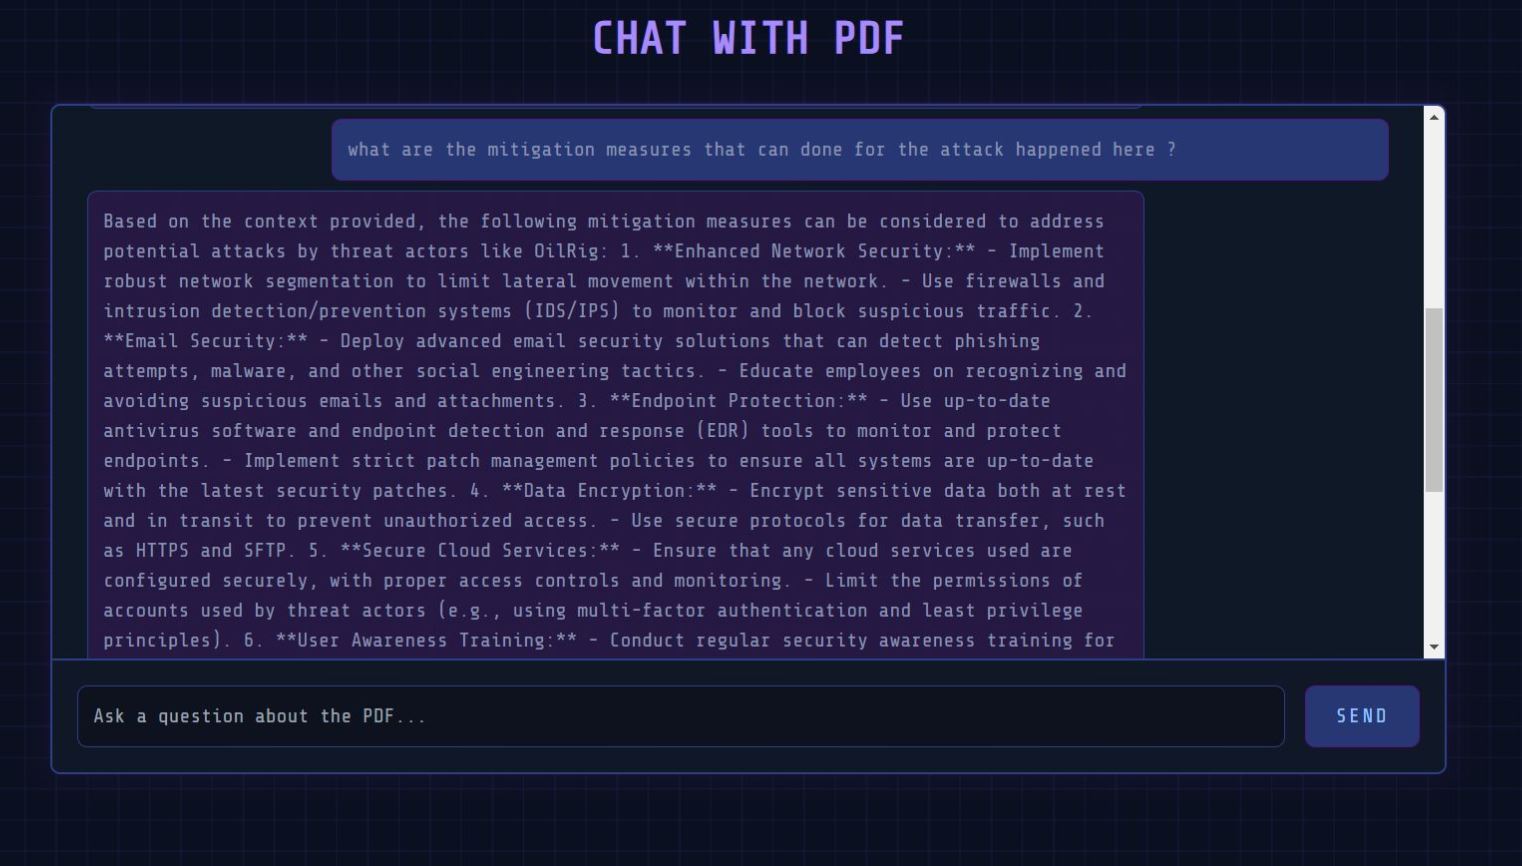 CHAT WITH PDF
what are the mitigation measures that can done for the attack happened here ?
Based on the context provided, the following mitigation measures can be considered to address
potential attacks by threat actors like OilRig: 1. **Enhanced Network Security:** - Implement
robust network segmentation to limit lateral movement within the network. - Use firewalls and
intrusion detection/prevention systems (IDS/IPS) to monitor and block suspicious traffic. 2.
**Email Security:** - Deploy advanced email security solutions that can detect phishing
attempts, malware, and other social engineering tactics. - Educate employees on recognizing and
avoiding suspicious emails and attachments. 3. **Endpoint Protection:** - Use up-to-date
antivirus software and endpoint detection and response (EDR) tools to monitor and protect
endpoints. - Implement strict patch management policies to ensure all systems are up-to-date
with the latest security patches. 4. **Data Encryption:** - Encrypt sensitive data both at rest
and in transit to prevent unauthorized access. - Use secure protocols for data transfer, such
as HTTPS and SFTP. 5. **Secure Cloud Services:** - Ensure that any cloud services used are
configured securely, with proper access controls and monitoring. - Limit the permissions of
accounts used by threat actors (e.g., using multi-factor authentication and least privilege
principles). 6. **User Awareness Training:** - Conduct regular security awareness training for
Ask a question about the PDF...
SEND